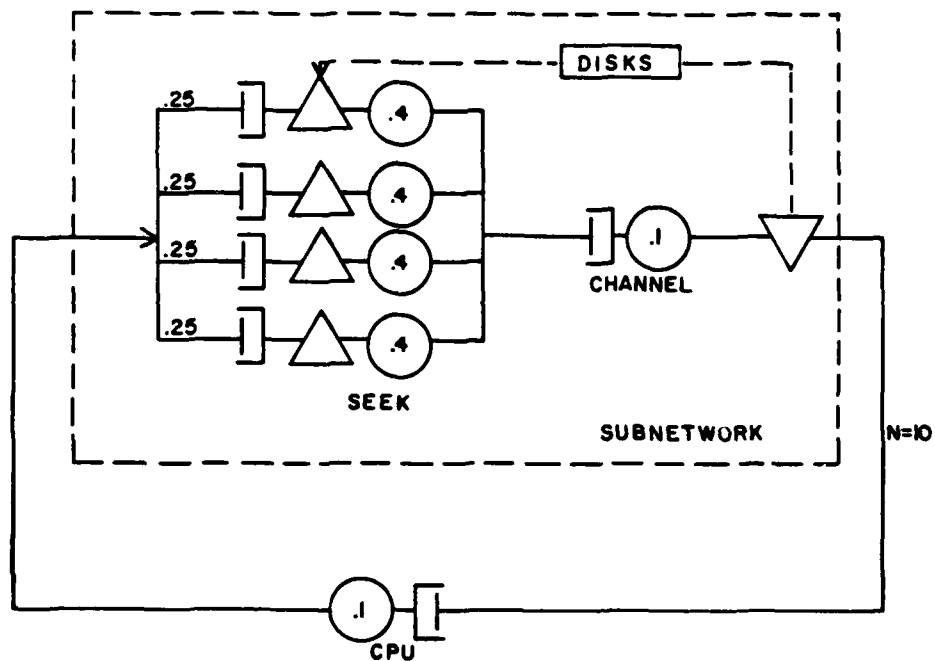 DISKS
.25
.4
.25
.4
.25
.4
.25
.4
.1
CHANNEL
SEEK
SUBNETWORK
N=10
.1
CPU